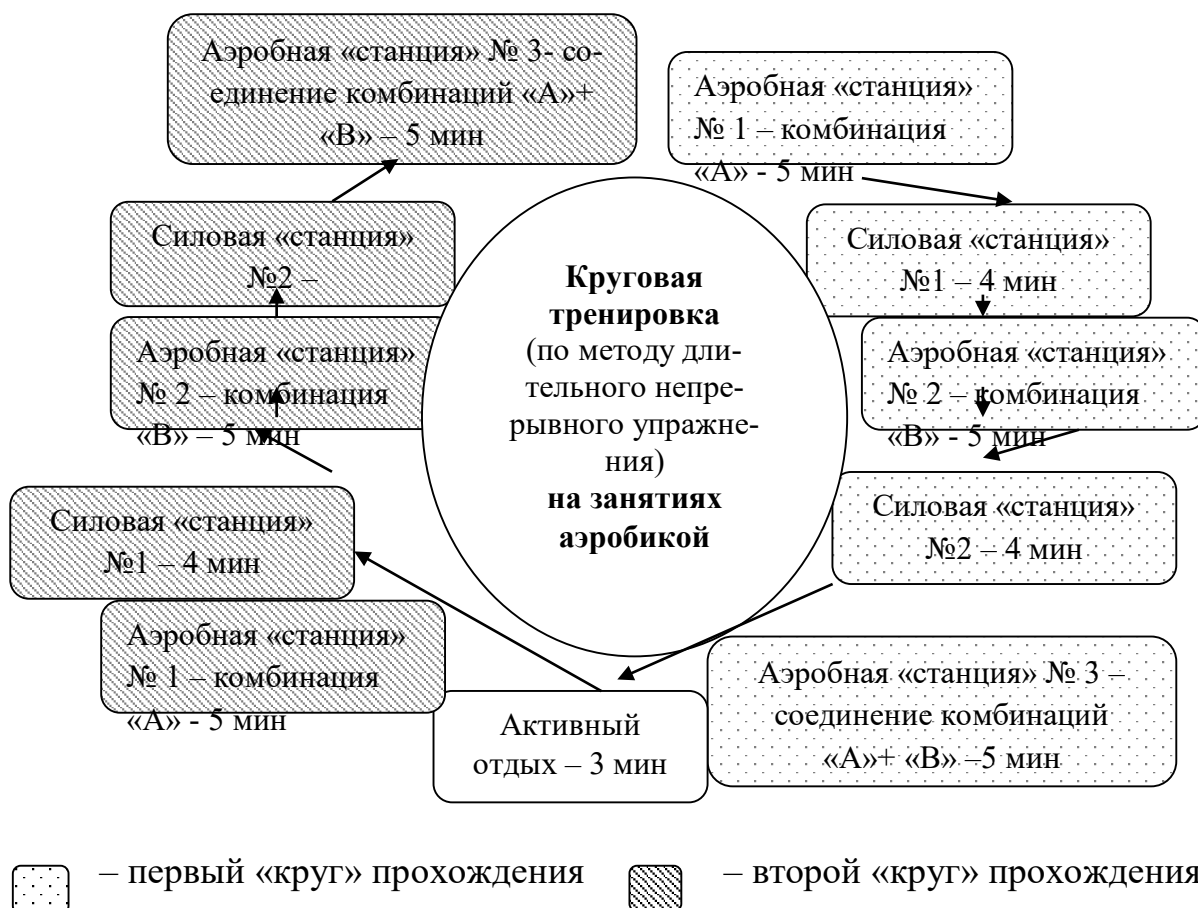 Аэробная «станция» № 3- со-
единение комбинаций «А»+
«В» – 5 мин
Аэробная «станция»
№ 1 – комбинация
«А» - 5 мин
Силовая «станция»
№1 – 4 мин
Аэробная «станция»
№ 2 – комбинация
«В» - 5 мин
Силовая «станция»
№2 – 4 мин
Аэробная «станция» № 3 –
соединение комбинаций
«А»+ «В» –5 мин
Активный
отдых – 3 мин
Аэробная «станция»
№ 1 – комбинация
«А» - 5 мин
Силовая «станция»
№1 – 4 мин
Аэробная «станция»
№ 2 – комбинация
«В» – 5 мин
Силовая «станция»
№2 –
Круговая
тренировка
(по методу дли-
тельного непре-
рывного упражне-
ния)
на занятиях
аэробикой
– первый «круг» прохождения
– второй «круг» прохождения